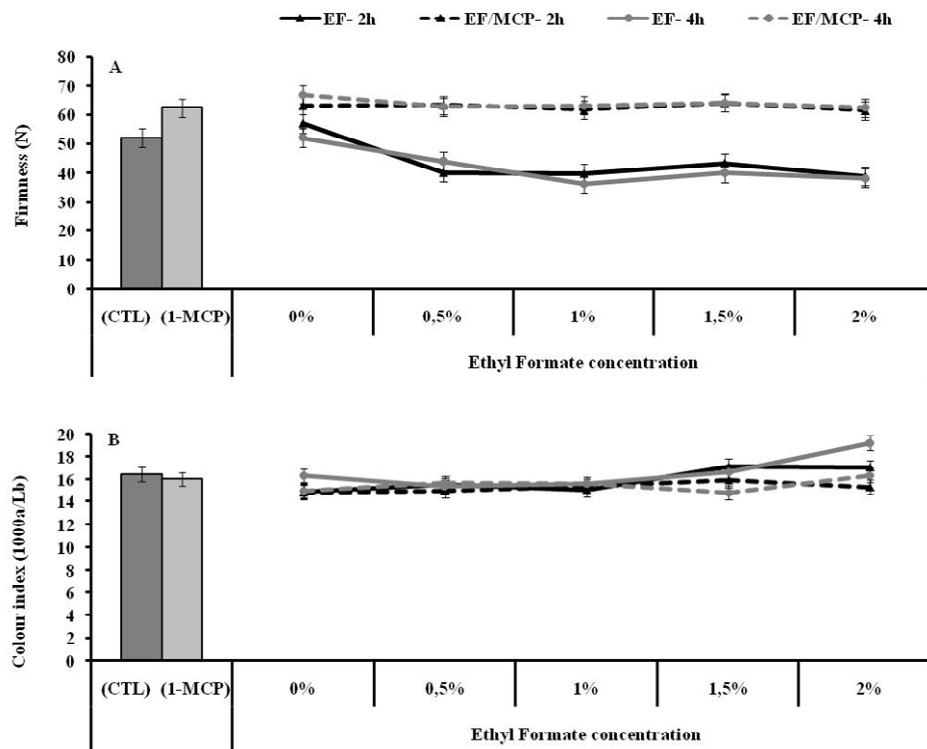 EF- 2h EF/MCP- 2h EF- 4h EF/MCP- 4h
A
80
70
60
50
40
30
20
10
0
Firmness (N)
(CTL) (1-MCP) 0% 0,5% 1% 1,5% 2%
Ethyl Formate concentration
B
20
18
16
14
12
10
8
6
4
2
0
Colour index (1000a/Lb)
(CTL) (1-MCP) 0% 0,5% 1% 1,5% 2%
Ethyl Formate concentration